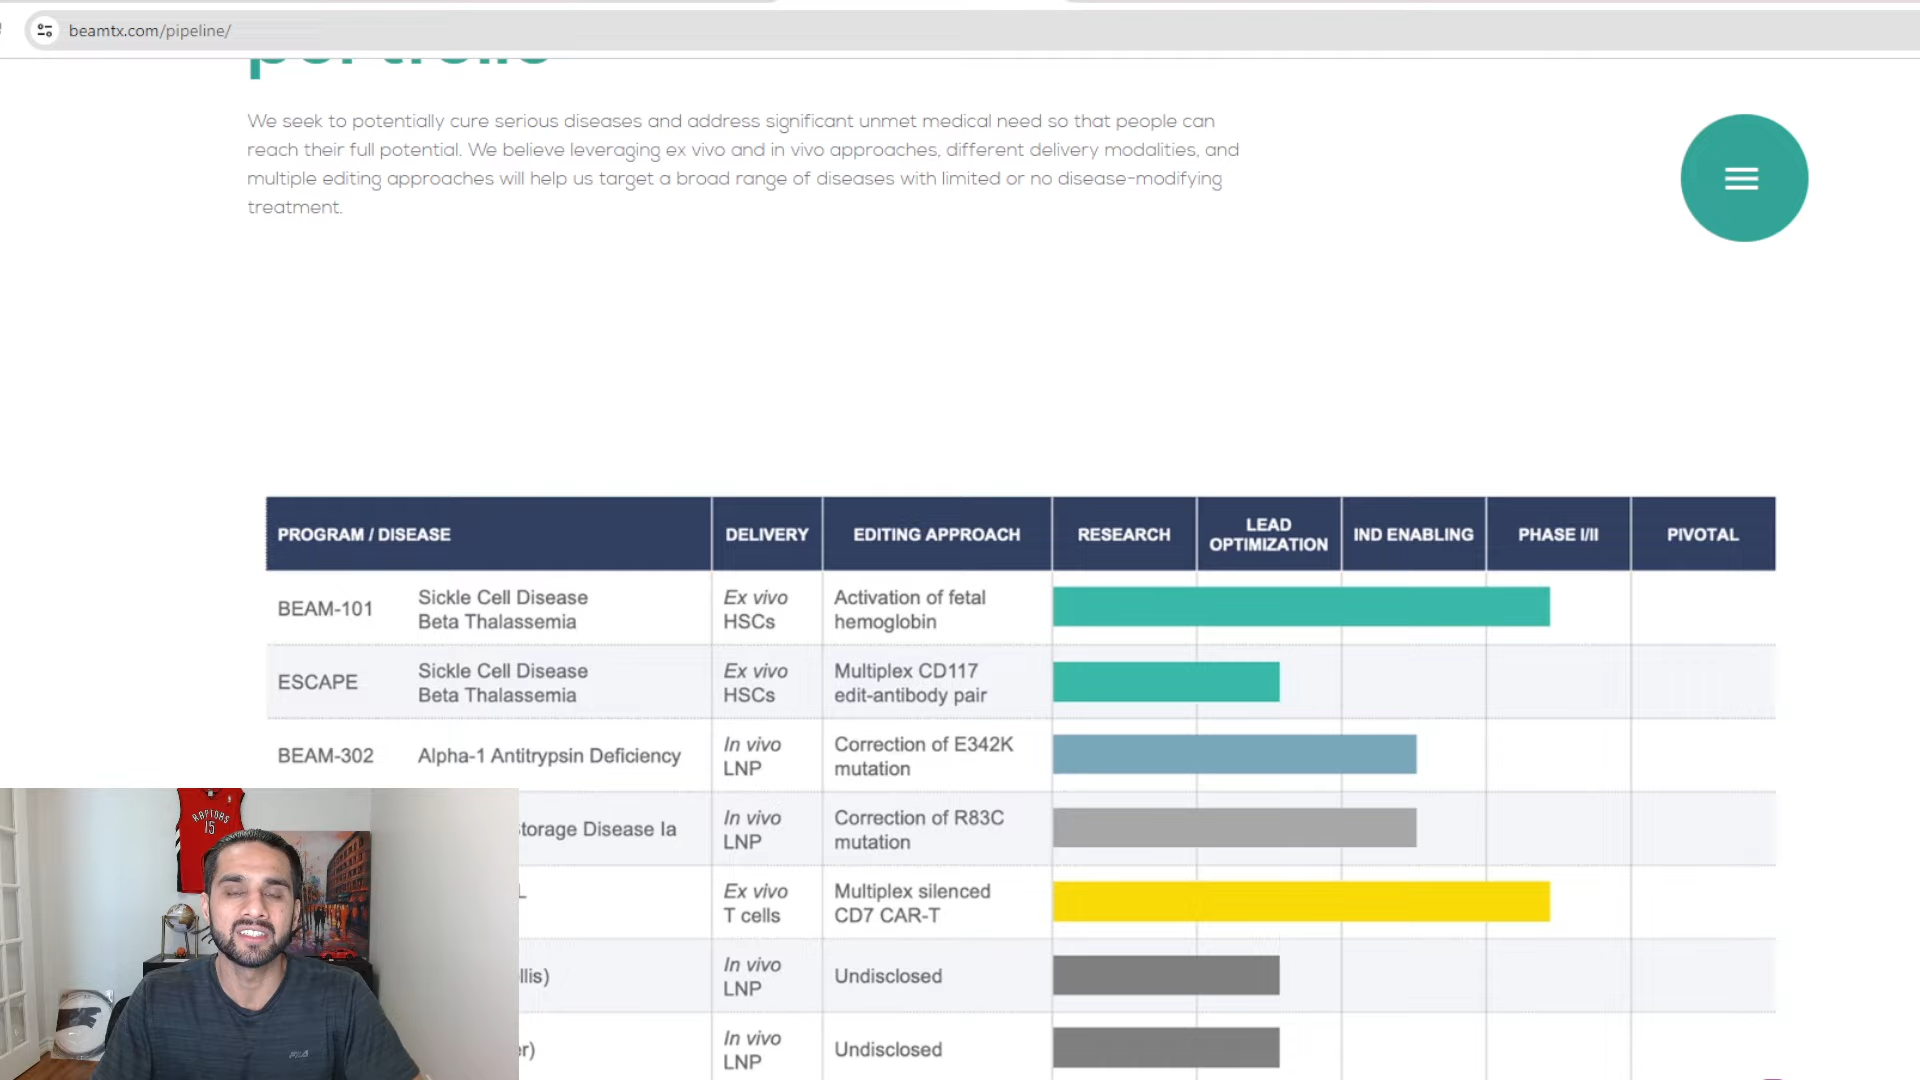 beamtx.com/pipeline/
portfolio
We seek to potentially cure serious diseases and address significant unmet medical need so that people can
reach their full potential. We believe leveraging ex vivo and in vivo approaches, different delivery modalities, and
multiple editing approaches will help us target a broad range of diseases with limited or no disease-modifying
treatment.
PROGRAM / DISEASE DELIVERY EDITING APPROACH RESEARCH LEAD OPTIMIZATION IND ENABLING PHASE I/II PIVOTAL
BEAM-101 Sickle Cell Disease Ex vivo Activation of fetal
Beta Thalassemia HSCs hemoglobin
ESCAPE Sickle Cell Disease Ex vivo Multiplex CD117
Beta Thalassemia HSCs edit-antibody pair
BEAM-302 Alpha-1 Antitrypsin Deficiency In vivo Correction of E342K
LNP mutation
Storage Disease Ia In vivo Correction of R83C
LNP mutation
L Ex vivo Multiplex silenced
T cells CD7 CAR-T
llis) In vivo Undisclosed
LNP
er) In vivo Undisclosed
LNP
RAPTORS
15
FILA